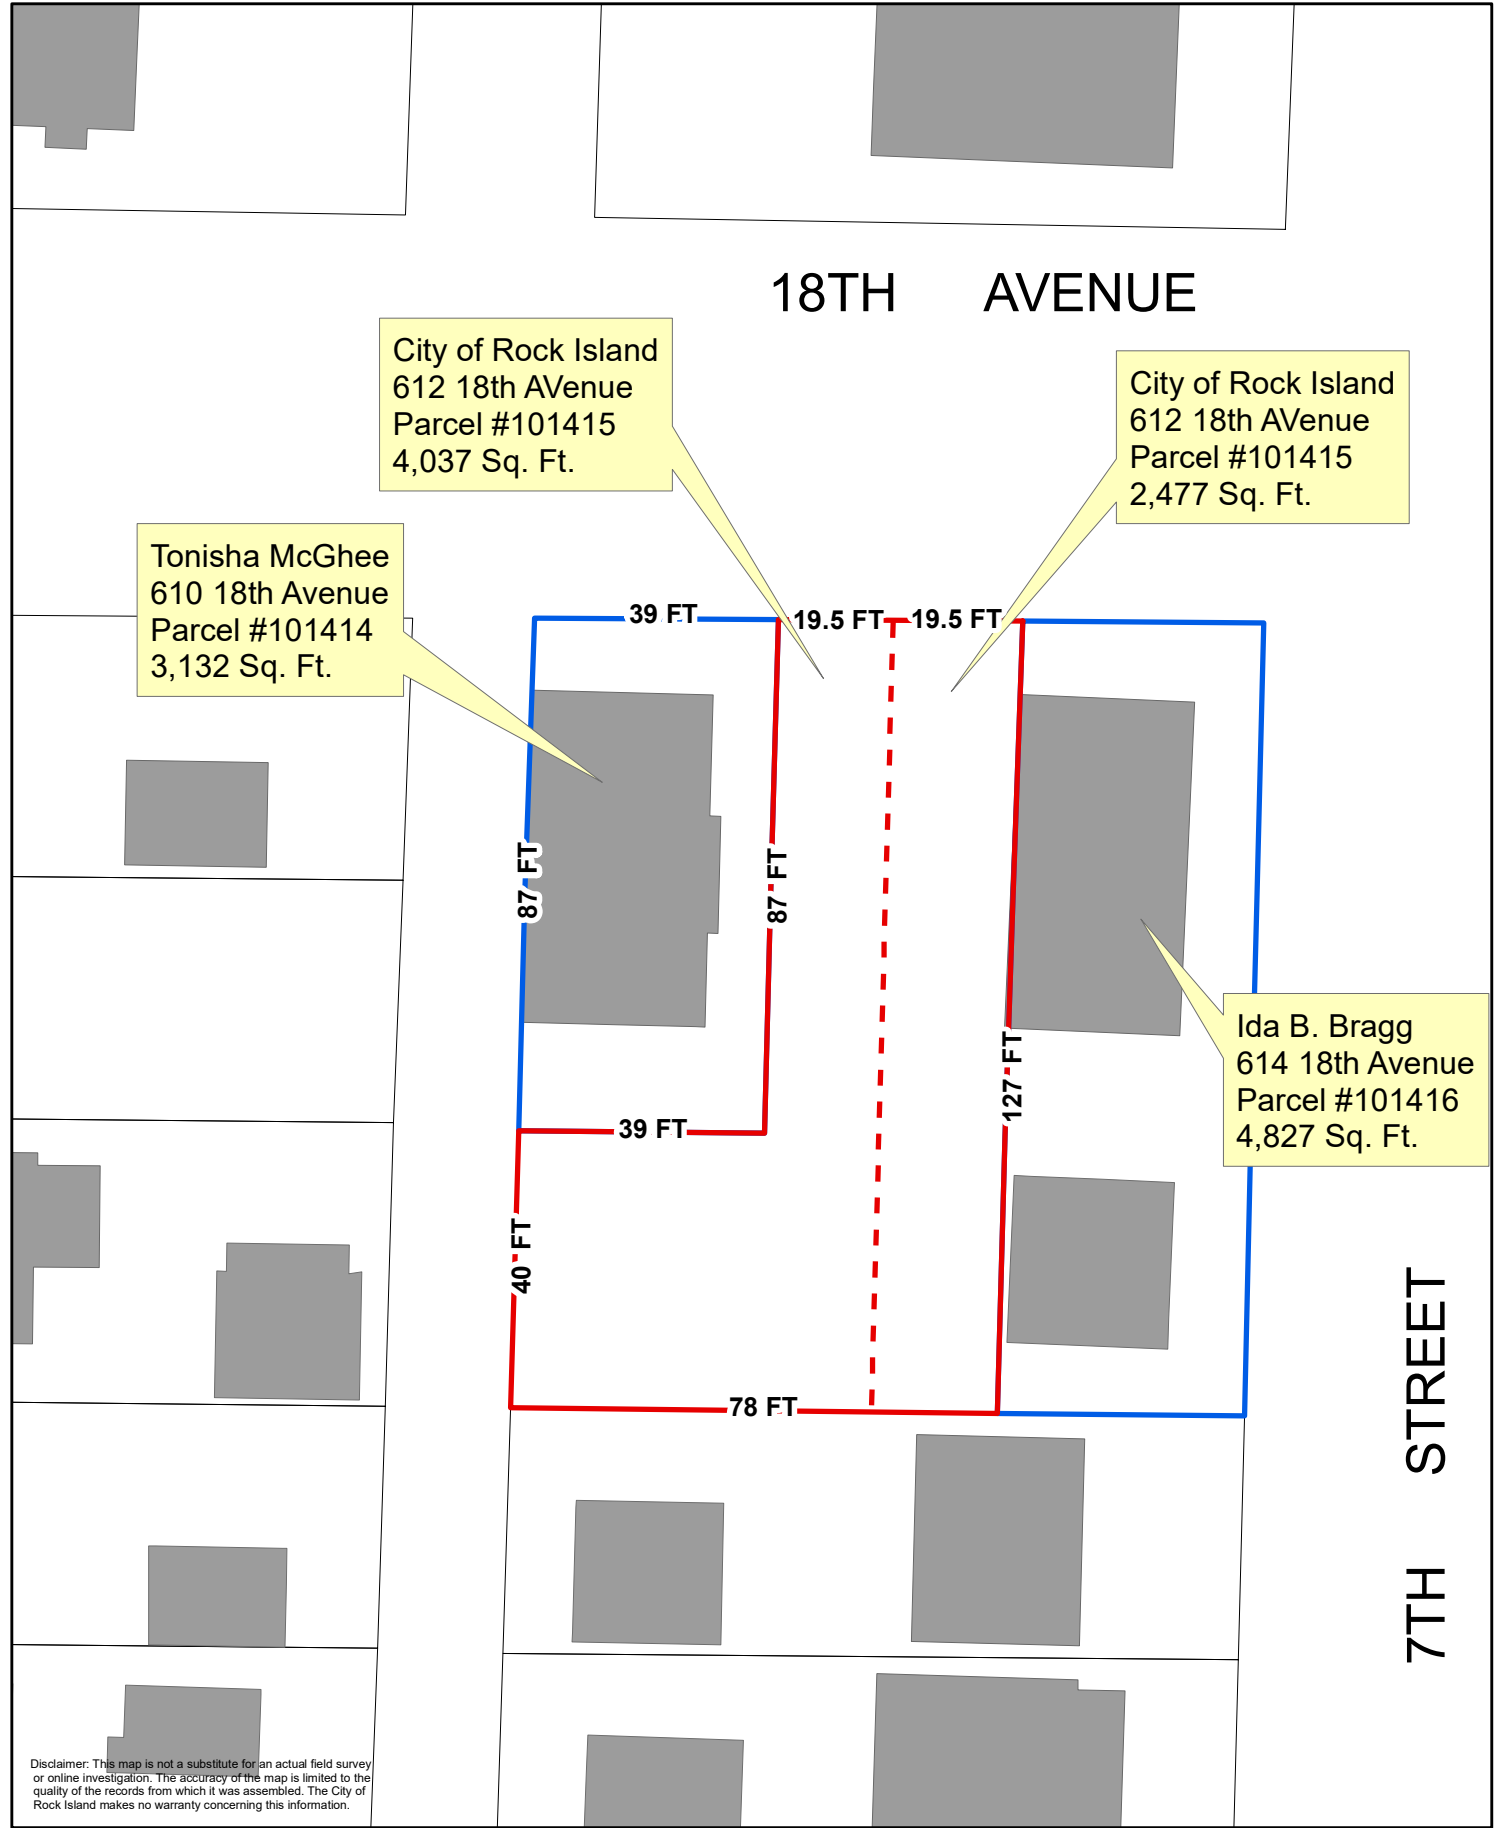 18TH AVENUE
City of Rock Island
612 18th AVenue
Parcel #101415
4,037 Sq. Ft.
City of Rock Island
612 18th AVenue
Parcel #101415
2,477 Sq. Ft.
Tonisha McGhee
610 18th Avenue
Parcel #101414
3,132 Sq. Ft.
39 FT
19.5 FT
19.5 FT
87 FT
87 FT
127 FT
Ida B. Bragg
614 18th Avenue
Parcel #101416
4,827 Sq. Ft.
39 FT
40 FT
78 FT
7TH STREET
Disclaimer: This map is not a substitute for an actual field survey
or online investigation. The accuracy of the map is limited to the
quality of the records from which it was assembled. The City of
Rock Island makes no warranty concerning this information.